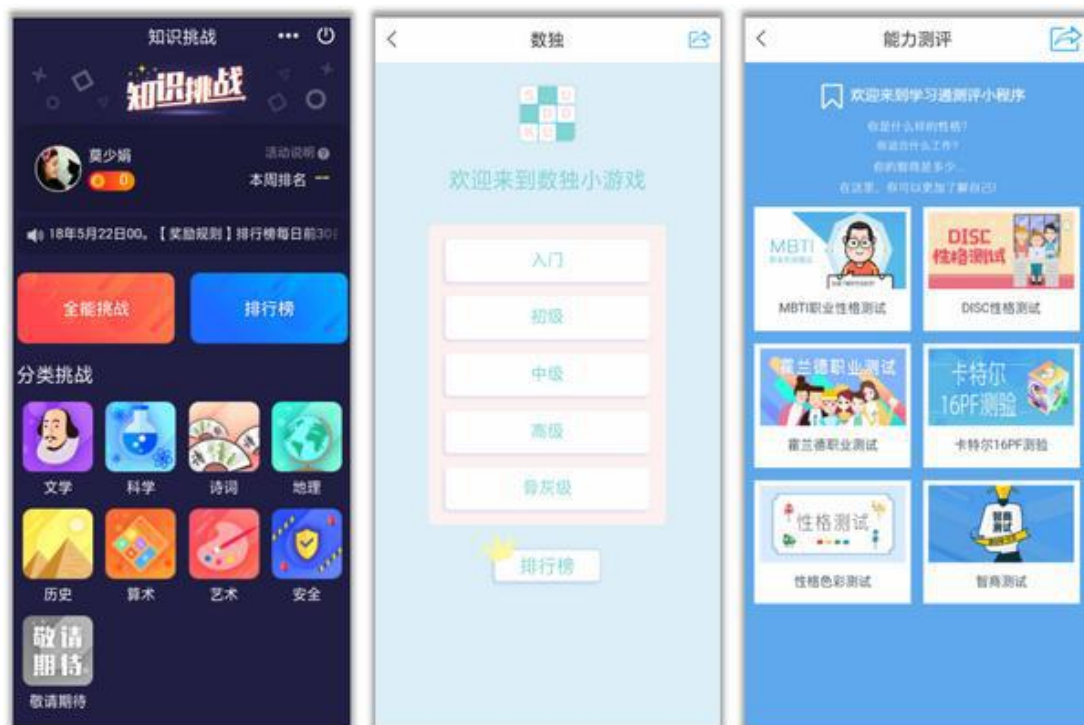 知识挑战
知识挑战
莫少娟
0
活动说明
本周排名 --
18年5月22日00。【奖励规则】排行榜每日前30
全能挑战
排行榜
分类挑战
文学
科学
诗词
地理
历史
算术
艺术
安全
敬请
期待
敬请期待
数独
欢迎来到数独小游戏
入门
初级
中级
高级
骨灰级
排行榜
能力测评
欢迎来到学习通测评小程序
你是什么样的性格?
你适合什么工作?
你的智商是多少...
在这里，你可以更加了解自己!
MBTI
MBTI职业性格测试
DISC
性格测试
DISC性格测试
霍兰德职业测试
霍兰德职业测试
卡特尔
16PF测验
卡特尔16PF测验
性格测试
性格色彩测试
智商
测试
智商测试